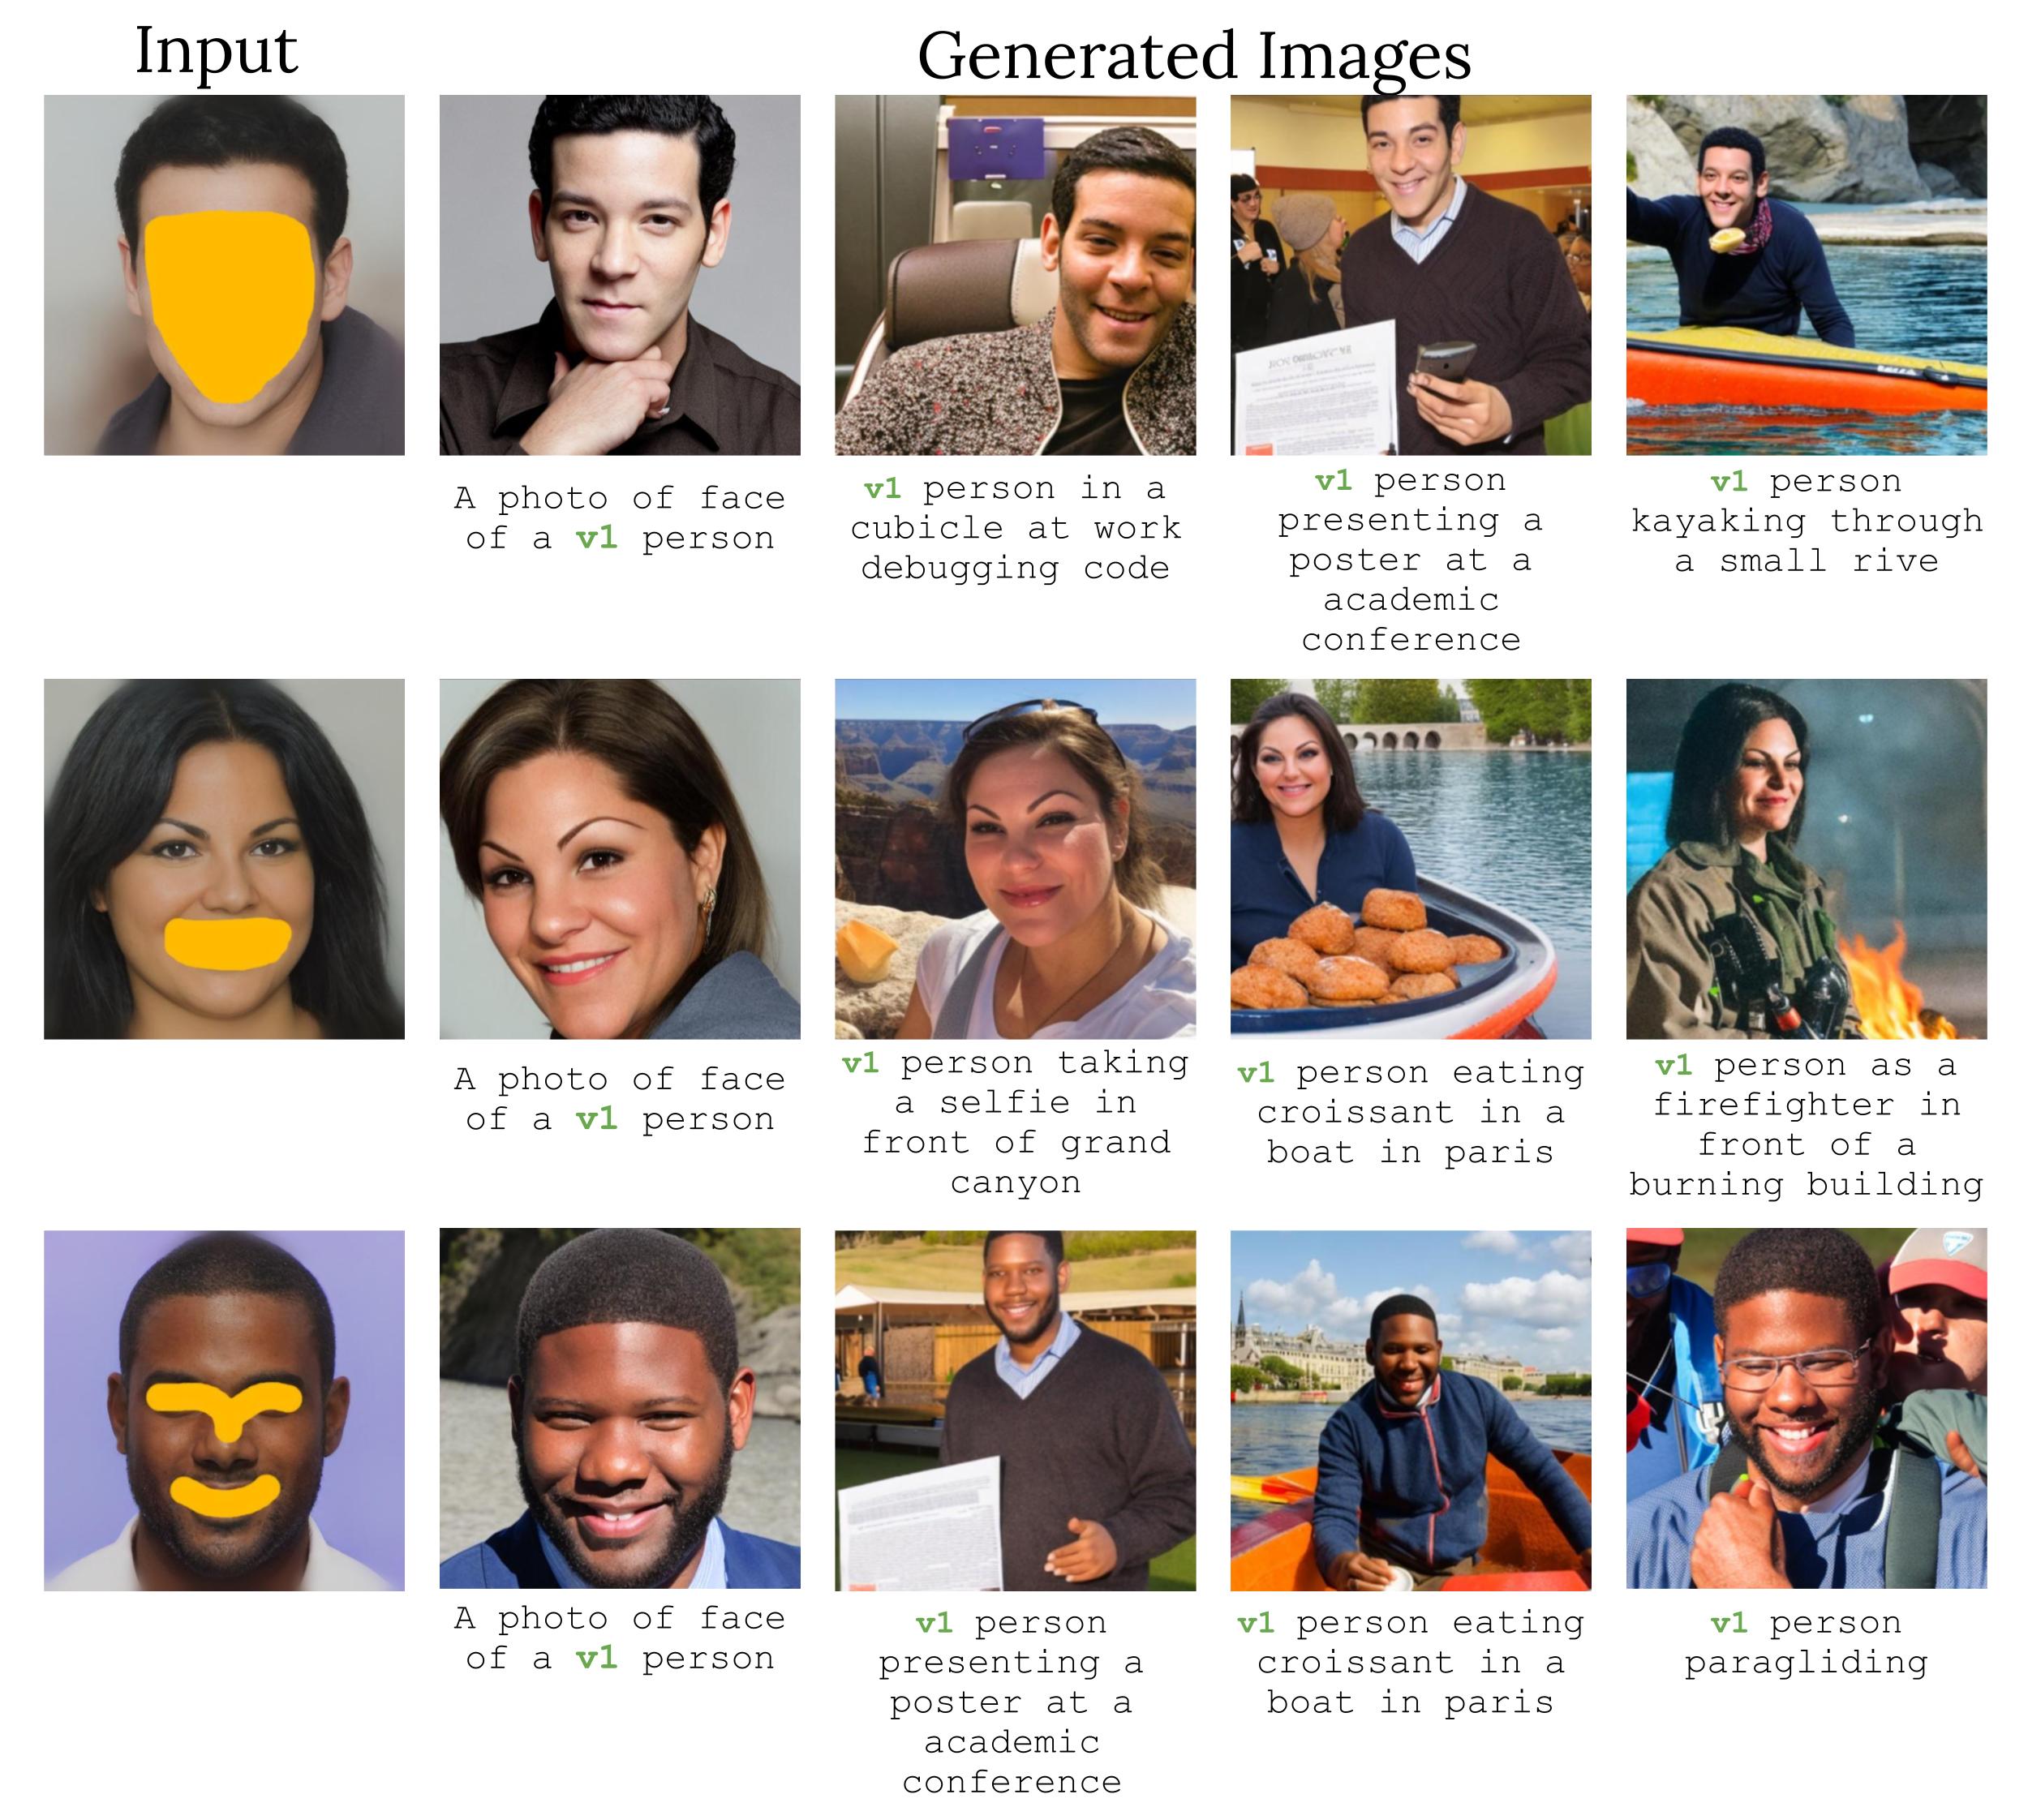 Input
Generated Images
A photo of face
of a v1 person
v1 person in a
cubicle at work
debugging code
v1 person
presenting a
poster at a
academic
conference
v1 person
kayaking through
a small rive
A photo of face
of a v1 person
v1 person taking
a selfie in
front of grand
canyon
v1 person eating
croissant in a
boat in paris
v1 person as a
firefighter in
front of a
burning building
A photo of face
of a v1 person
v1 person
presenting a
poster at a
academic
conference
v1 person eating
croissant in a
boat in paris
v1 person
paragliding